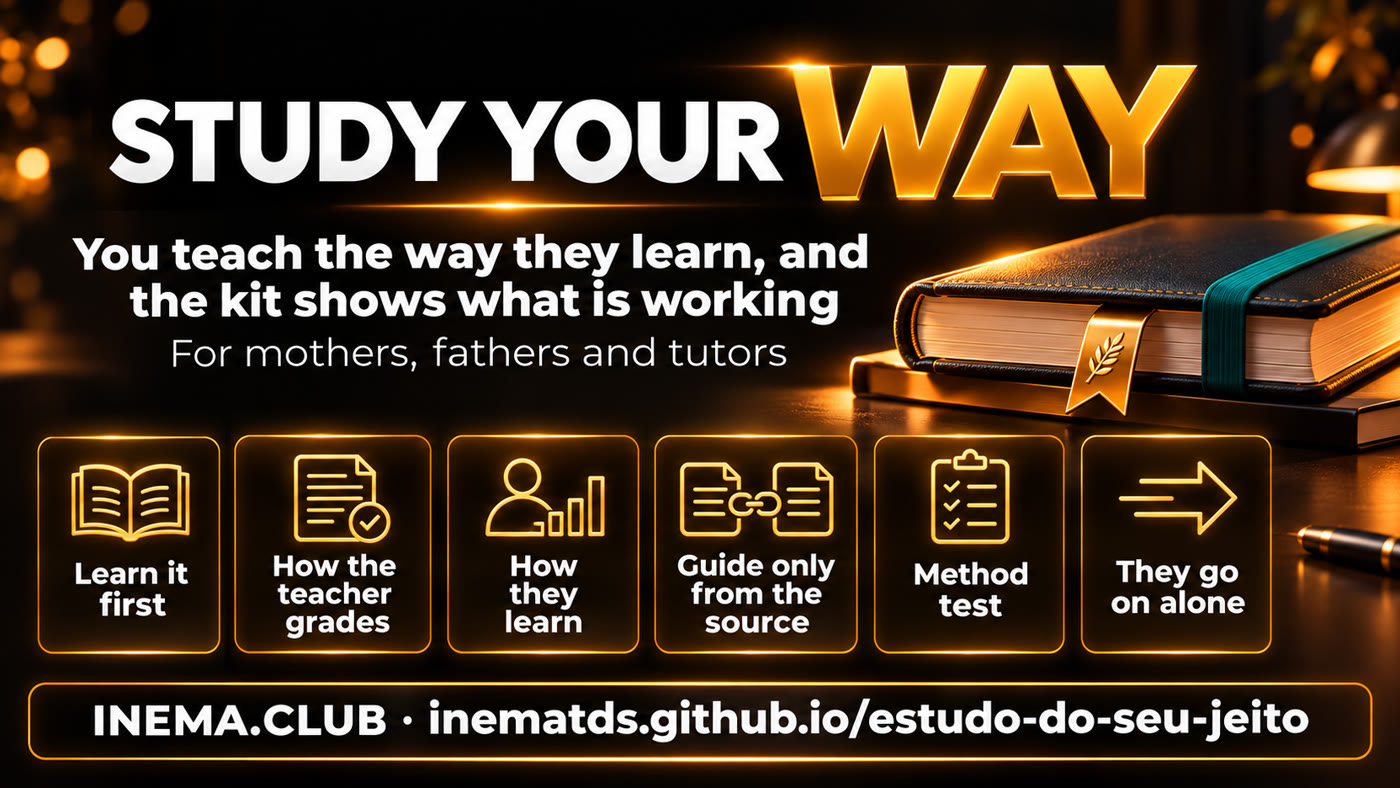 STUDY YOUR WAY
You teach the way they learn, and
the kit shows what is working
For mothers, fathers and tutors
Learn it
first
How the
teacher
grades
How
they
learn
Guide only
from the
source
Method
test
They go
on alone
INEMA.CLUB · inematds.github.io/estudo-do-seu-jeito